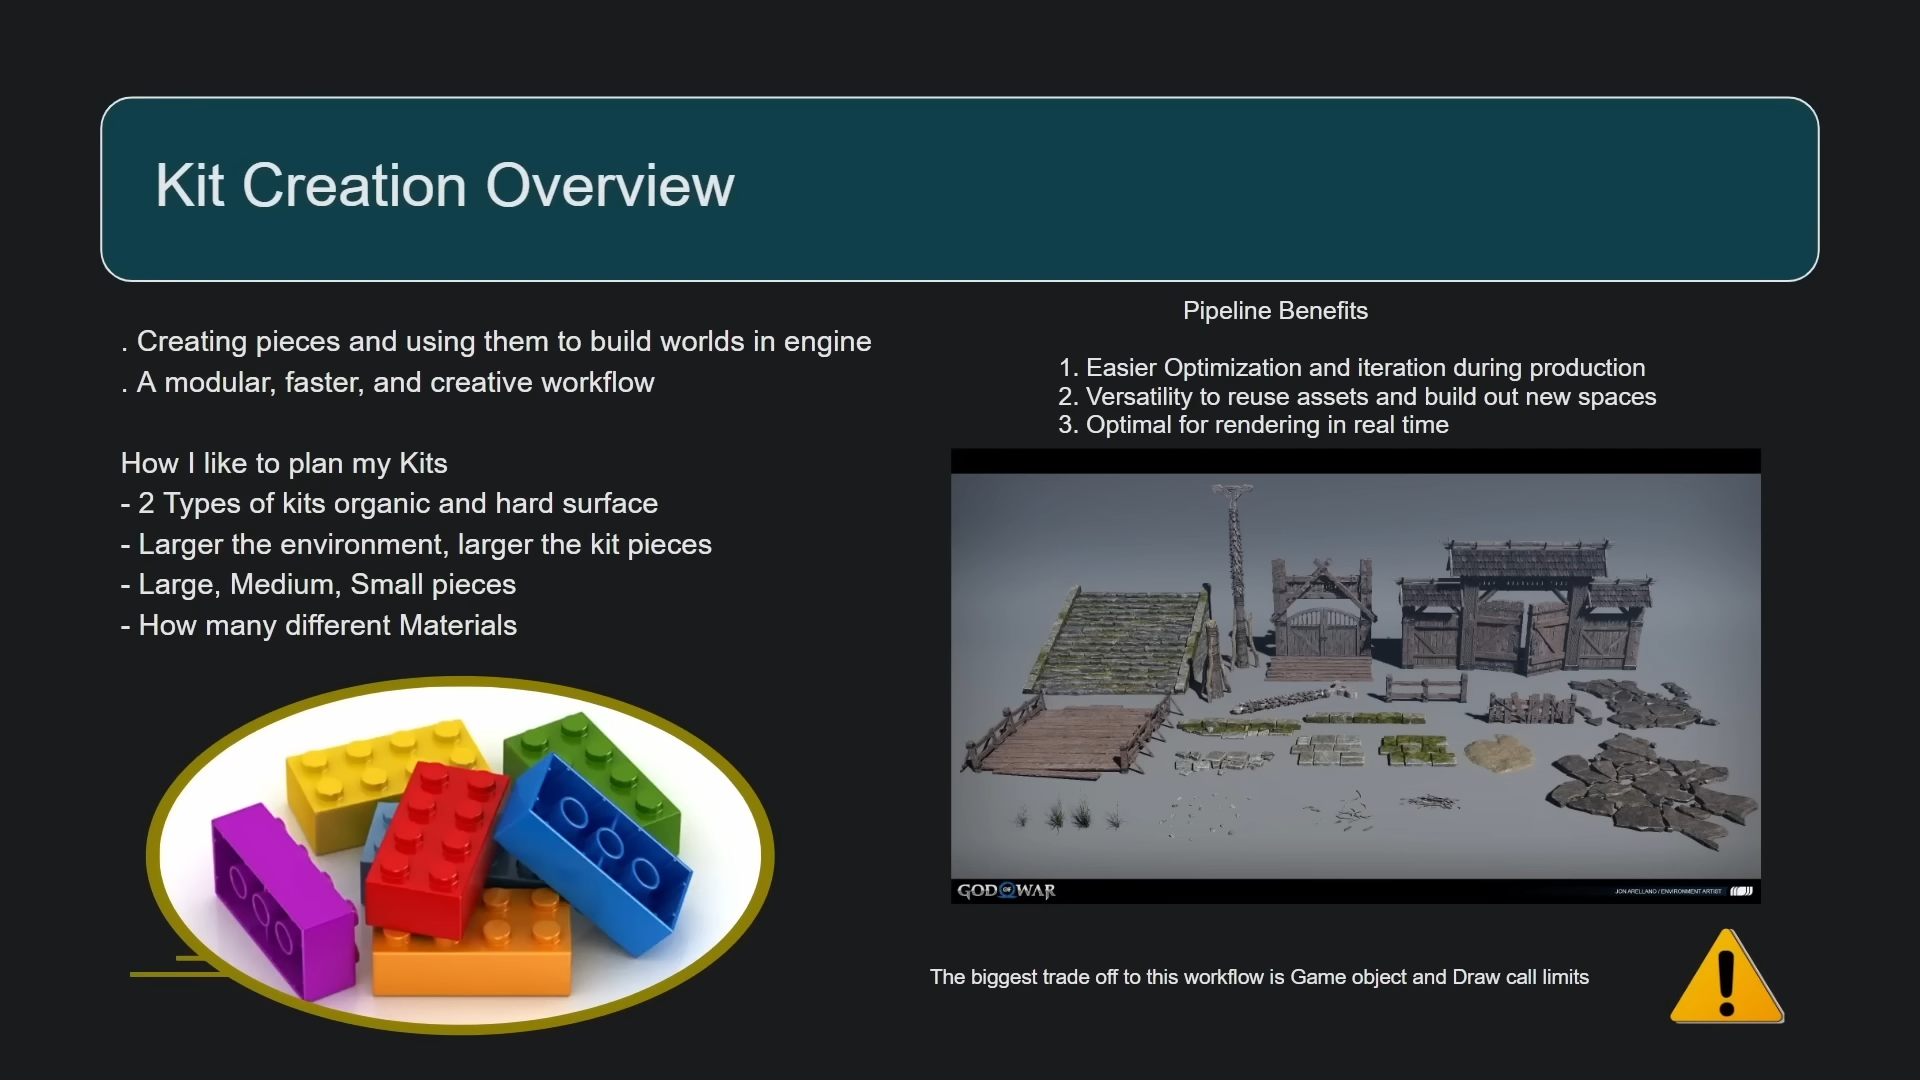 Kit Creation Overview
. Creating pieces and using them to build worlds in engine
. A modular, faster, and creative workflow
How I like to plan my Kits
- 2 Types of kits organic and hard surface
- Larger the environment, larger the kit pieces
- Large, Medium, Small pieces
- How many different Materials
Pipeline Benefits
1. Easier Optimization and iteration during production
2. Versatility to reuse assets and build out new spaces
3. Optimal for rendering in real time
GOD OF WAR
JON ARELLANO / ENVIRONMENT ARTIST
The biggest trade off to this workflow is Game object and Draw call limits